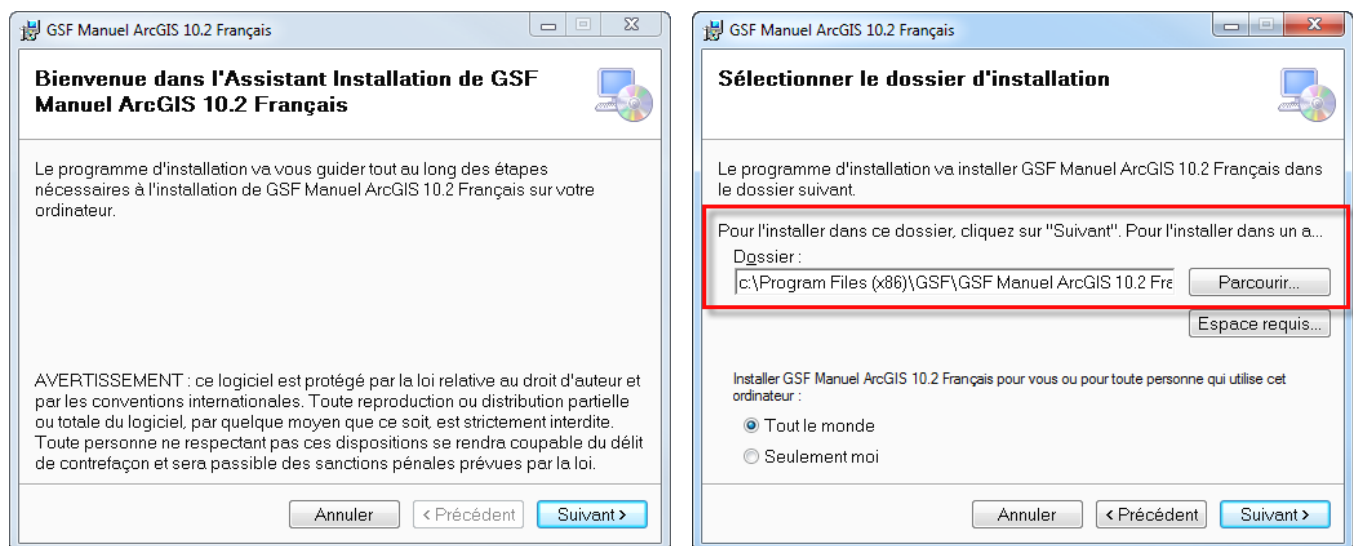 GSF Manuel ArcGIS 10.2 Français
Bienvenue dans l'Assistant Installation de GSF
Manuel ArcGIS 10.2 Français
Le programme d'installation va vous guider tout au long des étapes
nécessaires à l'installation de GSF Manuel ArcGIS 10.2 Français sur votre
ordinateur.
AVERTISSEMENT : ce logiciel est protégé par la loi relative au droit d'auteur et
par les conventions internationales. Toute reproduction ou distribution partielle
ou totale du logiciel, par quelque moyen que ce soit, est strictement interdite.
Toute personne ne respectant pas ces dispositions se rendra coupable du délit
de contrefaçon et sera passible des sanctions pénales prévues par la loi.
Annuler
< Précédent
Suivant >
GSF Manuel ArcGIS 10.2 Français
Sélectionner le dossier d'installation
Le programme d'installation va installer GSF Manuel ArcGIS 10.2 Français dans
le dossier suivant.
Pour l'installer dans ce dossier, cliquez sur "Suivant". Pour l'installer dans un a...
Dossier :
c:\Program Files (x86)\GSF\GSF Manuel ArcGIS 10.2 Fra
Parcourir...
Espace requis...
Installer GSF Manuel ArcGIS 10.2 Français pour vous ou pour toute personne qui utilise cet
ordinateur :
Tout le monde
Seulement moi
Annuler
< Précédent
Suivant >